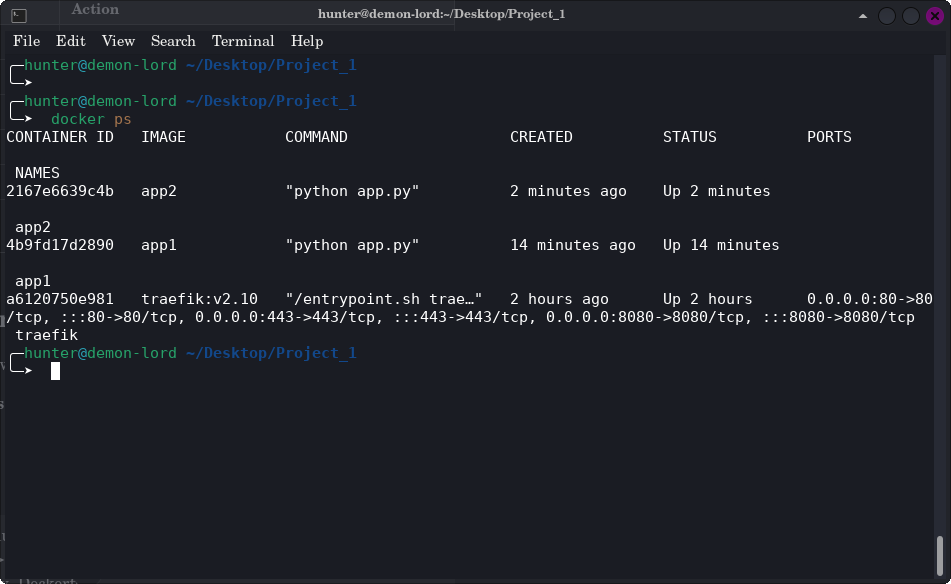 Action
hunter@demon-lord:~/Desktop/Project_1
File Edit View Search Terminal Help
hunter@demon-lord ~/Desktop/Project_1
hunter@demon-lord ~/Desktop/Project_1
docker ps
CONTAINER ID   IMAGE           COMMAND                  CREATED          STATUS          PORTS
NAMES
2167e6639c4b   app2            "python app.py"          2 minutes ago    Up 2 minutes
app2
4b9fd17d2890   app1            "python app.py"          14 minutes ago   Up 14 minutes
app1
a6120750e981   traefik:v2.10   "/entrypoint.sh trae…"   2 hours ago      Up 2 hours      0.0.0.0:80->80
/tcp, :::80->80/tcp, 0.0.0.0:443->443/tcp, :::443->443/tcp, 0.0.0.0:8080->8080/tcp, :::8080->8080/tcp
traefik
hunter@demon-lord ~/Desktop/Project_1